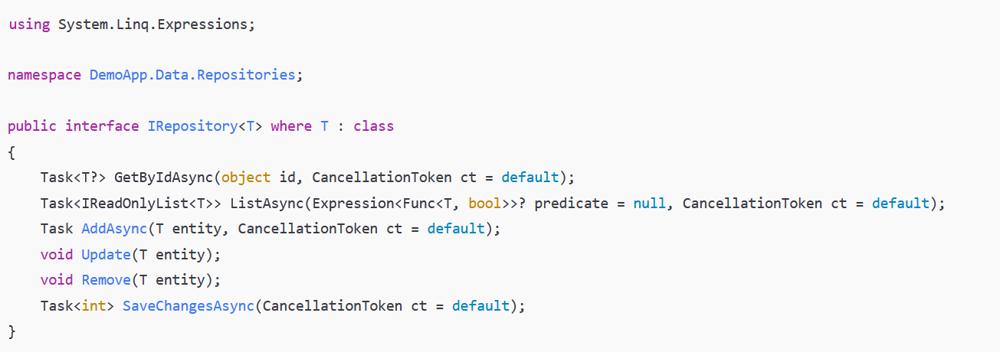 using System.Linq.Expressions;
namespace DemoApp.Data.Repositories;
public interface IRepository<T> where T : class
{
    Task<T?> GetByIdAsync(object id, CancellationToken ct = default);
    Task<IReadOnlyList<T>> ListAsync(Expression<Func<T, bool>>? predicate = null, CancellationToken ct = default);
    Task AddAsync(T entity, CancellationToken ct = default);
    void Update(T entity);
    void Remove(T entity);
    Task<int> SaveChangesAsync(CancellationToken ct = default);
}